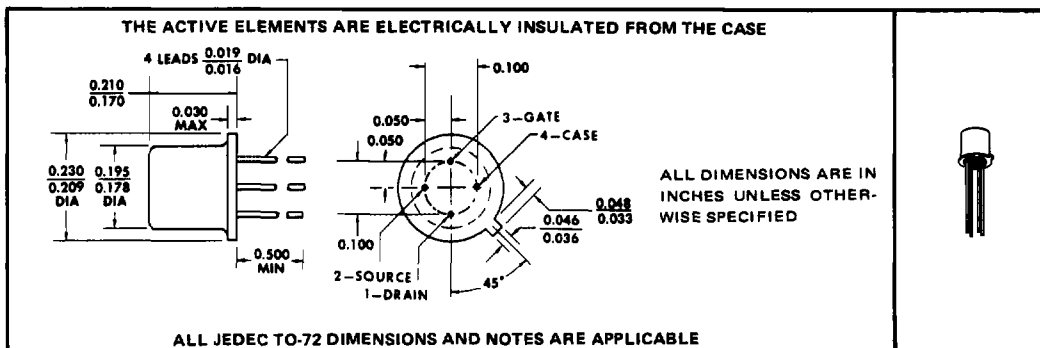 THE ACTIVE ELEMENTS ARE ELECTRICALLY INSULATED FROM THE CASE
4 LEADS 0.019 DIA
0.016
0.210
0.170
0.030
MAX
0.230
0.209
DIA
0.195
0.178
DIA
0.500
MIN
0.100
0.050
0.050
3–GATE
4–CASE
0.048
0.033
0.046
0.036
0.100
2–SOURCE
1–DRAIN
45°
ALL DIMENSIONS ARE IN
INCHES UNLESS OTHER-
WISE SPECIFIED
ALL JEDEC TO-72 DIMENSIONS AND NOTES ARE APPLICABLE